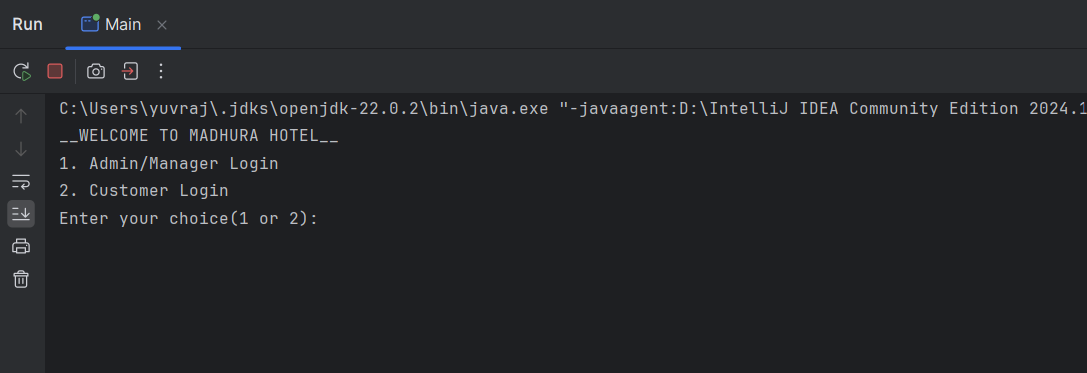 Run Main
C:\Users\yuvraj\.jdks\openjdk-22.0.2\bin\java.exe "-javaagent:D:\IntelliJ IDEA Community Edition 2024.1
__WELCOME TO MADHURA HOTEL__
1. Admin/Manager Login
2. Customer Login
Enter your choice(1 or 2):